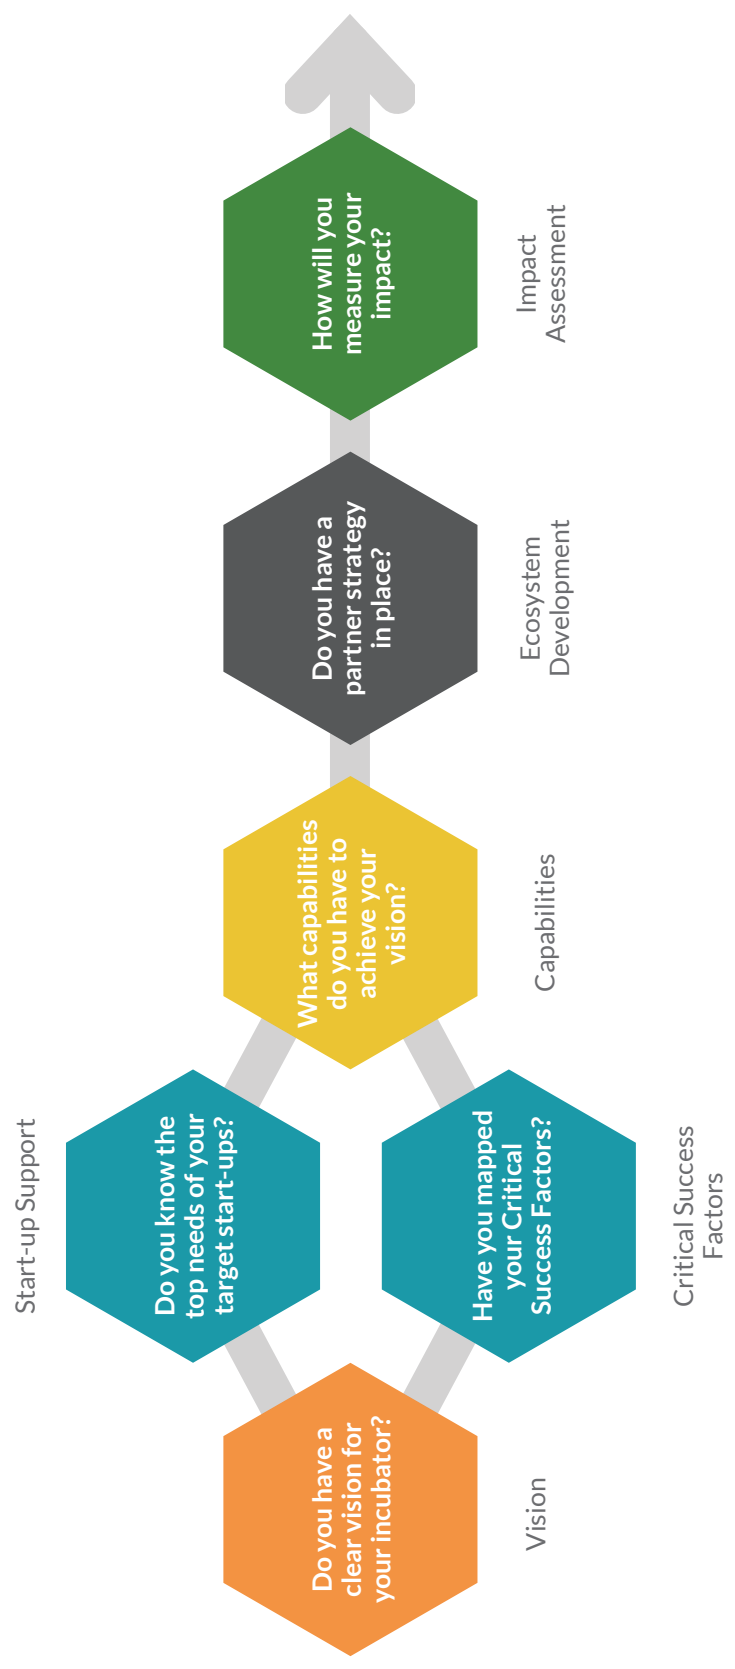 Do you have a
clear vision for
your incubator?
Vision
Start-up Support
Do you know the
top needs of your
target start-ups?
Have you mapped
your Critical
Success Factors?
Critical Success
Factors
What capabilities
do you have to
achieve your
vision?
Capabilities
Do you have a
partner strategy
in place?
Ecosystem
Development
How will you
measure your
impact?
Impact
Assessment